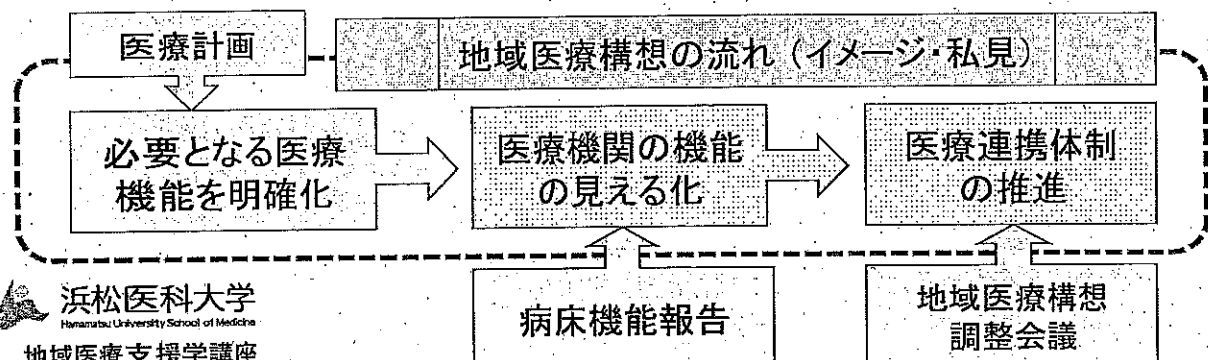 医療計画
地域医療構想の流れ（イメージ・私見）
必要となる医療
機能を明確化
医療機関の機能
の見える化
医療連携体制
の推進
浜松医科大学
Hamamatsu University School of Medicine
地域医療支援学講座
病床機能報告
地域医療構想
調整会議